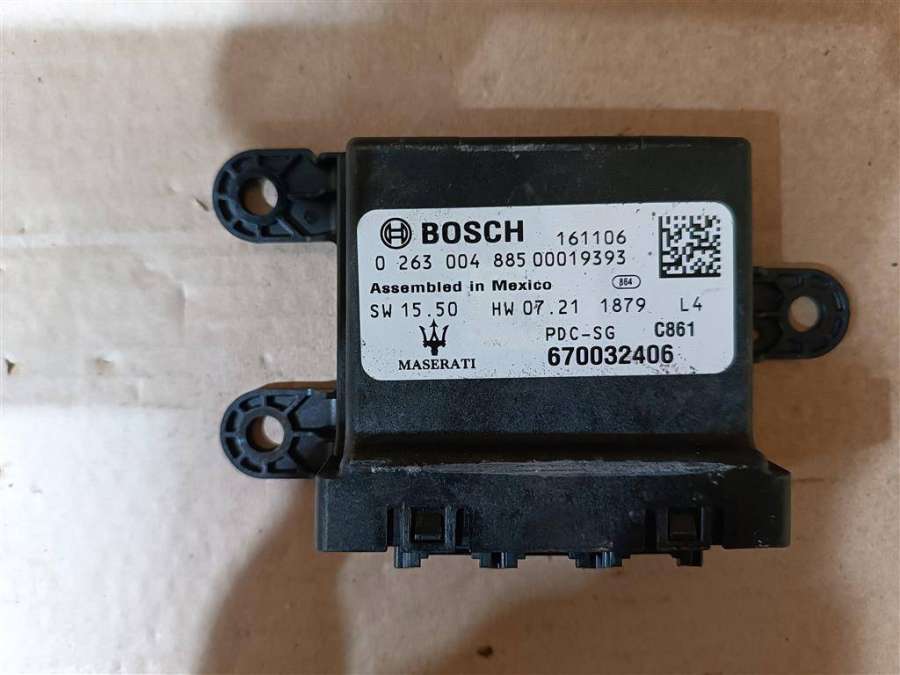 BOSCH 161106
0 263 004 885 00019393
Assembled in Mexico 864
SW 15.50 HW 07.21 1879 L4
PDC-SG C861
MASERATI 670032406